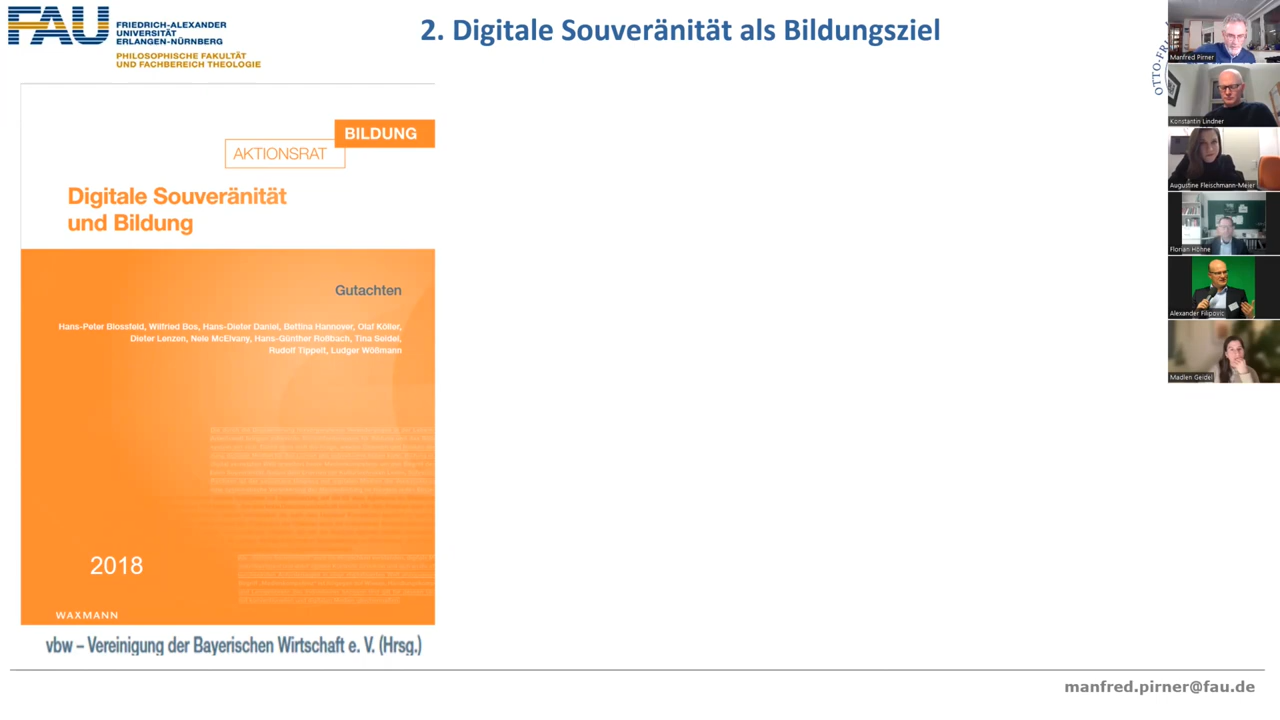 FAU
FRIEDRICH-ALEXANDER
UNIVERSITÄT
ERLANGEN-NÜRNBERG
PHILOSOPHISCHE FAKULTÄT
UND FACHBEREICH THEOLOGIE
2. Digitale Souveränität als Bildungsziel
OTTO-FRI
BILDUNG
AKTIONSRAT
Digitale Souveränität
und Bildung
Gutachten
Hans-Peter Blossfeld, Wilfried Bos, Hans-Dieter Daniel, Bettina Hannover, Olaf Köller,
Dieter Lenzen, Nele McElvany, Hans-Günther Roßbach, Tina Seidel,
Rudolf Tippelt, Ludger Wößmann
2018
WAXMANN
vbw – Vereinigung der Bayerischen Wirtschaft e. V. (Hrsg.)
manfred.pirner@fau.de
Manfred Pirner
Konstantin Lindner
Augustine Fleischmann-Meier
Florian Höhne
Alexander Filipovic
Madlen Geidel